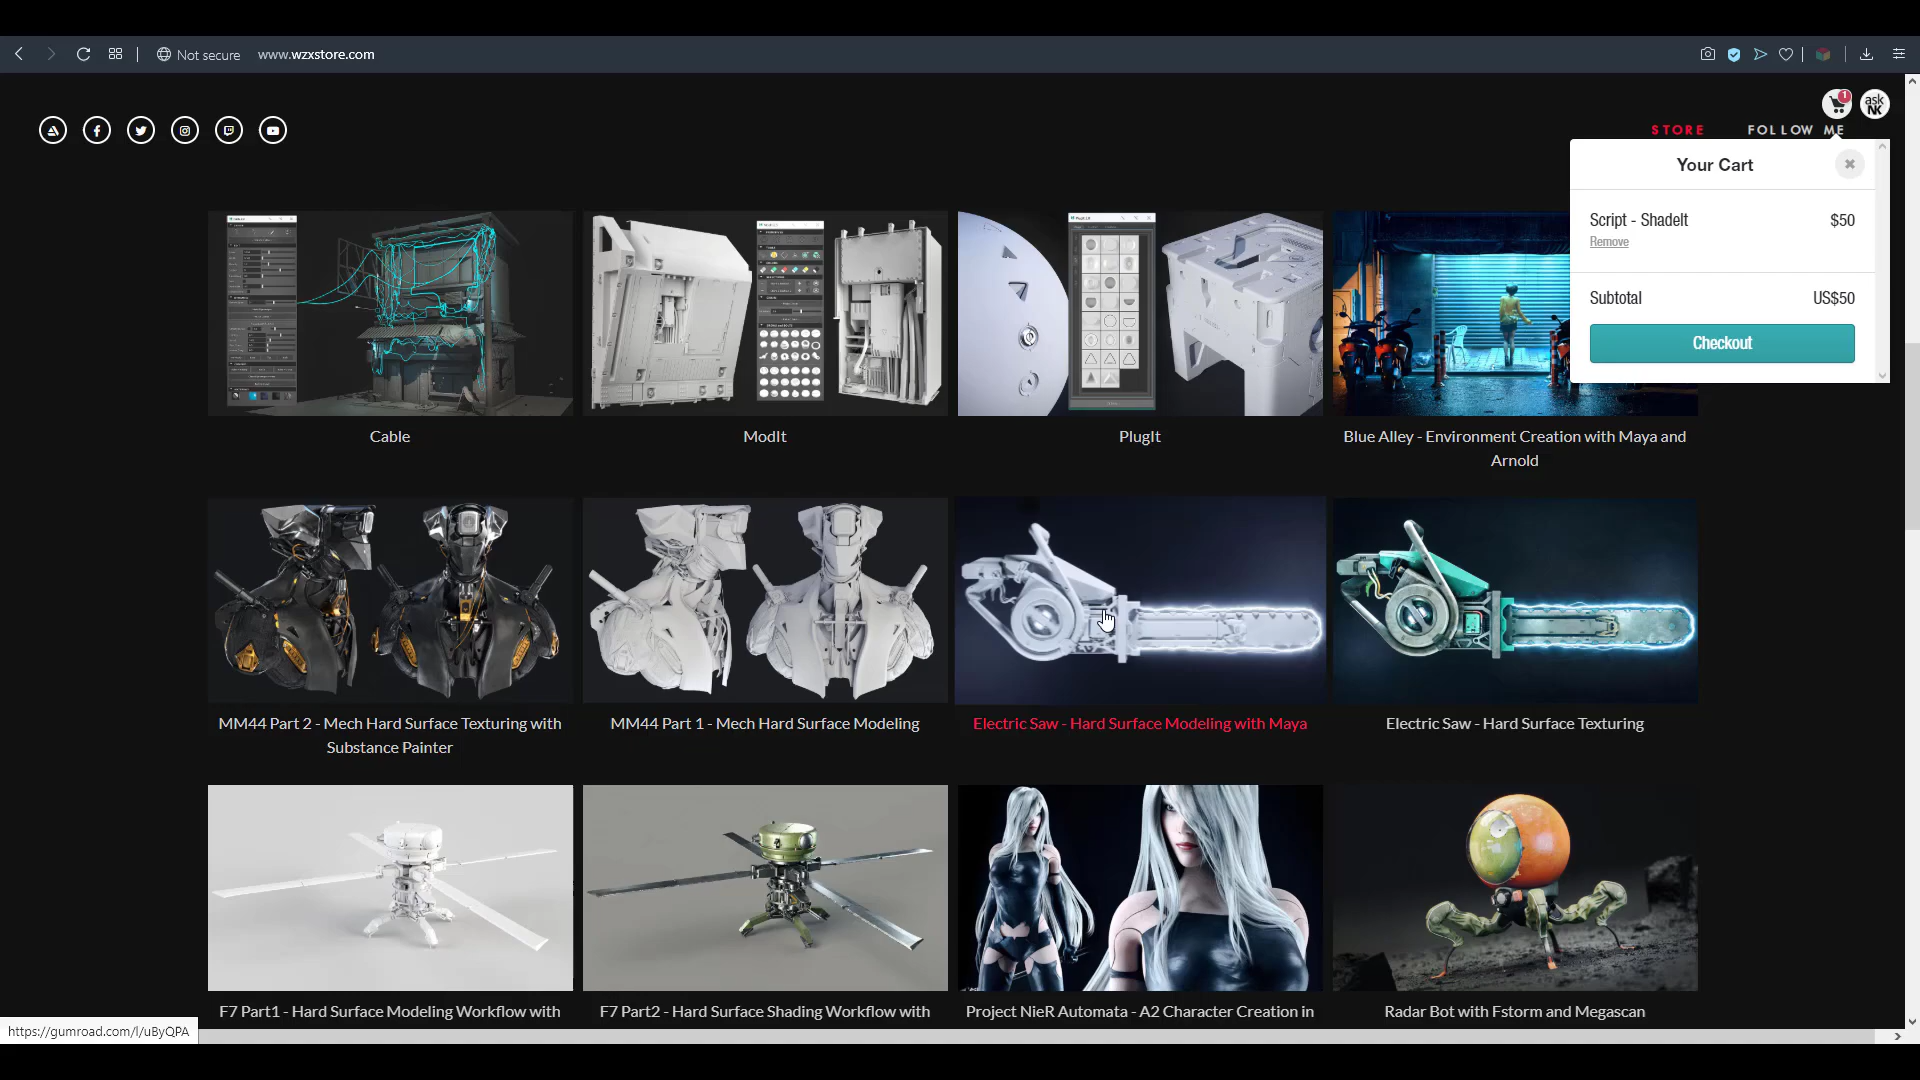 Not secure
www.wzxstore.com
1
ask
NK
STORE
FOLLOW ME
Your Cart
Script - ShadeIt
$50
Remove
Subtotal
US$50
Checkout
Cable
ModIt
PlugIt
Blue Alley - Environment Creation with Maya and
Arnold
MM44 Part 2 - Mech Hard Surface Texturing with
Substance Painter
MM44 Part 1 - Mech Hard Surface Modeling
Electric Saw - Hard Surface Modeling with Maya
Electric Saw - Hard Surface Texturing
F7 Part1 - Hard Surface Modeling Workflow with
F7 Part2 - Hard Surface Shading Workflow with
Project NieR Automata - A2 Character Creation in
Radar Bot with Fstorm and Megascan
https://gumroad.com/l/uByQPA